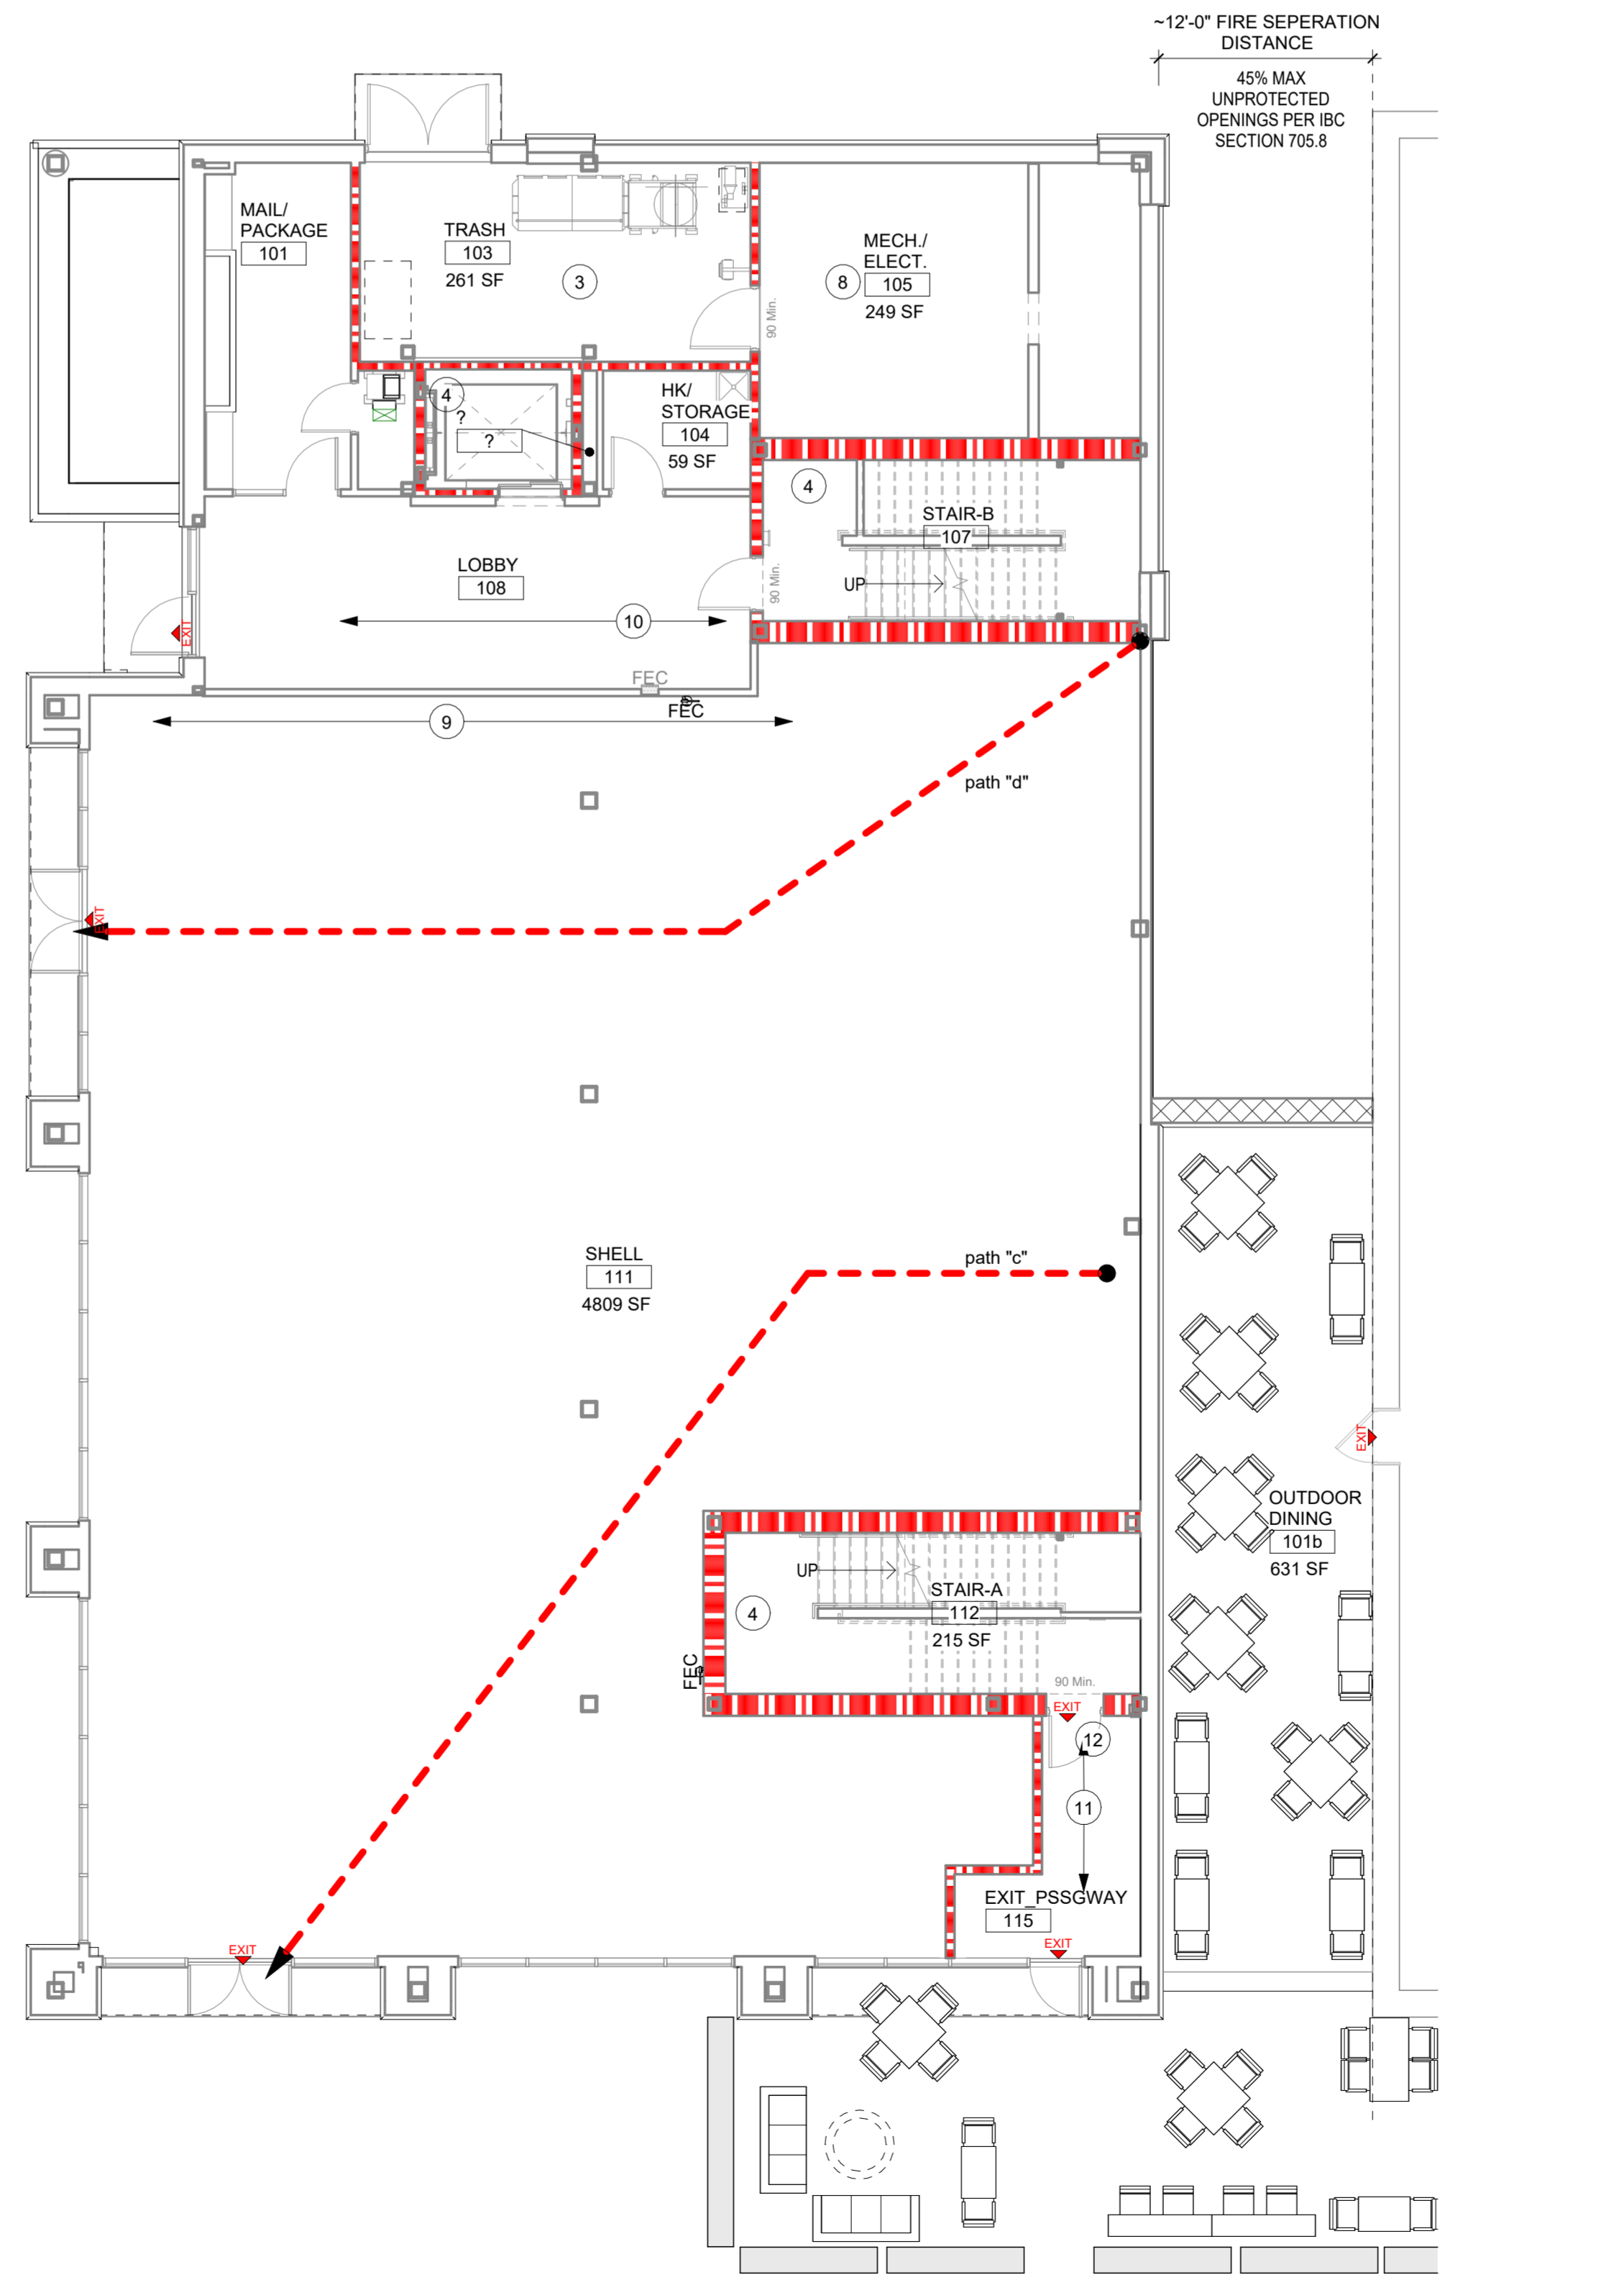 ~12'-0" FIRE SEPERATION
DISTANCE
45% MAX
UNPROTECTED
OPENINGS PER IBC
SECTION 705.8
MAIL/
PACKAGE
101
TRASH
103
261 SF
3
MECH./
ELECT.
8
105
249 SF
90 Min.
4
?
?
HK/
STORAGE
104
59 SF
4
STAIR-B
107
UP
90 Min.
LOBBY
108
10
EXIT
FEC
FEC
9
path "d"
EXIT
path "c"
SHELL
111
4809 SF
EXIT
OUTDOOR
DINING
101b
631 SF
UP
STAIR-A
112
215 SF
4
FEC
90 Min.
EXIT
12
11
EXIT_PSSGWAY
115
EXIT
EXIT